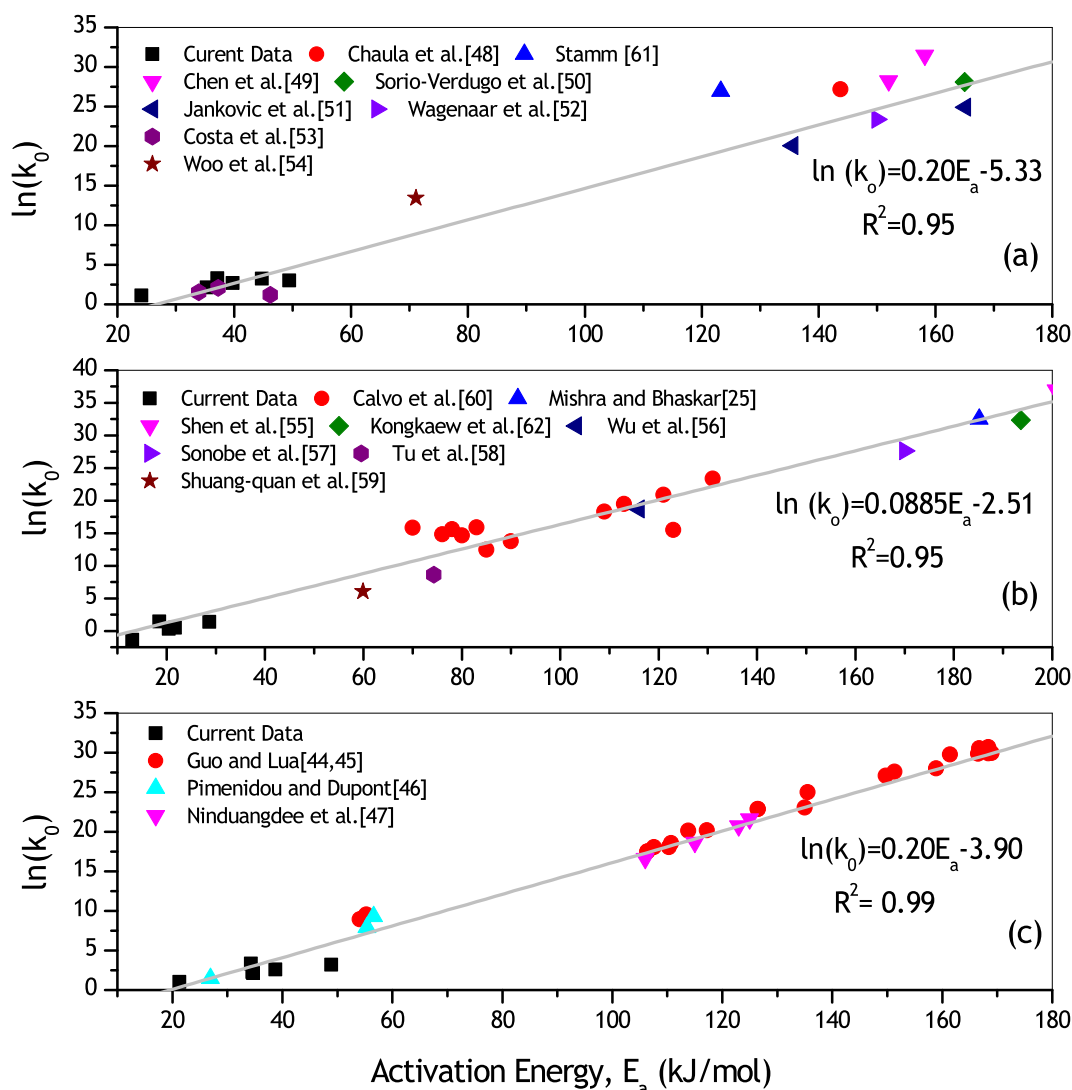 35
30
25
20
15
10
5
0
ln(k0)
Curent Data Chaula et al.[48] Stamm [61]
Chen et al.[49] Sorio-Verdugo et al.[50]
Jankovic et al.[51] Wagenaar et al.[52]
Costa et al.[53]
Woo et al.[54]
ln (ko)=0.20Ea-5.33
R2=0.95
(a)
20 40 60 80 100 120 140 160 180
40
35
30
25
20
15
10
5
0
ln(k0)
Current Data Calvo et al.[60] Mishra and Bhaskar[25]
Shen et al.[55] Kongkaew et al.[62] Wu et al.[56]
Sonobe et al.[57] Tu et al.[58]
Shuang-quan et al.[59]
ln (ko)=0.0885Ea-2.51
R2=0.95
(b)
20 40 60 80 100 120 140 160 180 200
35
30
25
20
15
10
5
0
ln(k0)
Current Data
Guo and Lua[44,45]
Pimenidou and Dupont[46]
Ninduangdee et al.[47]
ln(k0)=0.20Ea-3.90
R2= 0.99
(c)
20 40 60 80 100 120 140 160 180
Activation Energy, Ea (kJ/mol)